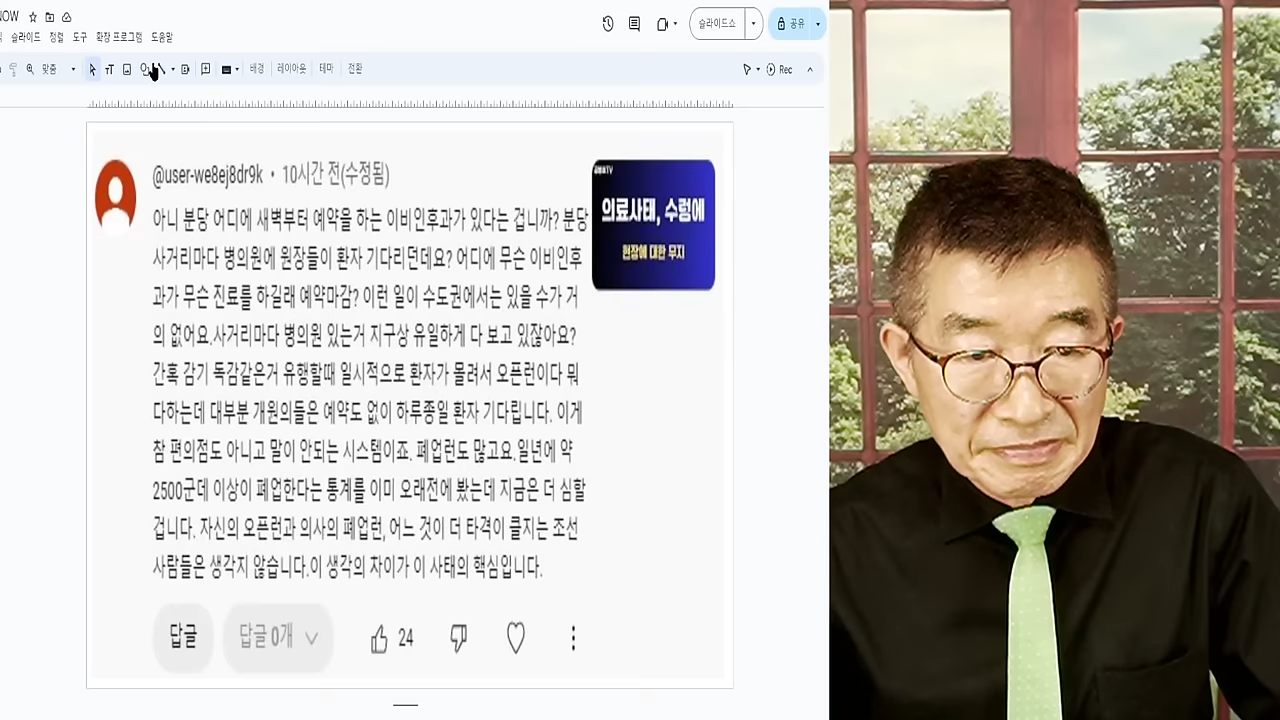 NOW
슬라이드 정렬 도구 확장 프로그램 도움말
슬라이드쇼
공유
맞춤
배경 레이아웃 테마 전환
Rec
@user-we8ej8dr9k • 10시간 전(수정됨)
아니 분당 어디에 새벽부터 예약을 하는 이비인후과가 있다는 겁니까? 분당
사거리마다 병의원에 원장들이 환자 기다리던데요? 어디에 무슨 이비인후
과가 무슨 진료를 하길래 예약마감? 이런 일이 수도권에서는 있을 수가 거
의 없어요.사거리마다 병의원 있는거 지구상 유일하게 다 보고 있잖아요?
간혹 감기 독감같은거 유행할때 일시적으로 환자가 몰려서 오픈런이다 뭐
다하는데 대부분 개원의들은 예약도 없이 하루종일 환자 기다립니다. 이게
참 편의점도 아니고 말이 안되는 시스템이죠. 폐업런도 많고요.일년에 약
2500군데 이상이 폐업한다는 통계를 이미 오래전에 봤는데 지금은 더 심할
겁니다. 자신의 오픈런과 의사의 폐업런, 어느 것이 더 타격이 클지는 조선
사람들은 생각지 않습니다.이 생각의 차이가 이 사태의 핵심입니다.
의료사태, 수렁에
현장에 대한 무지
답글
답글 0개
24